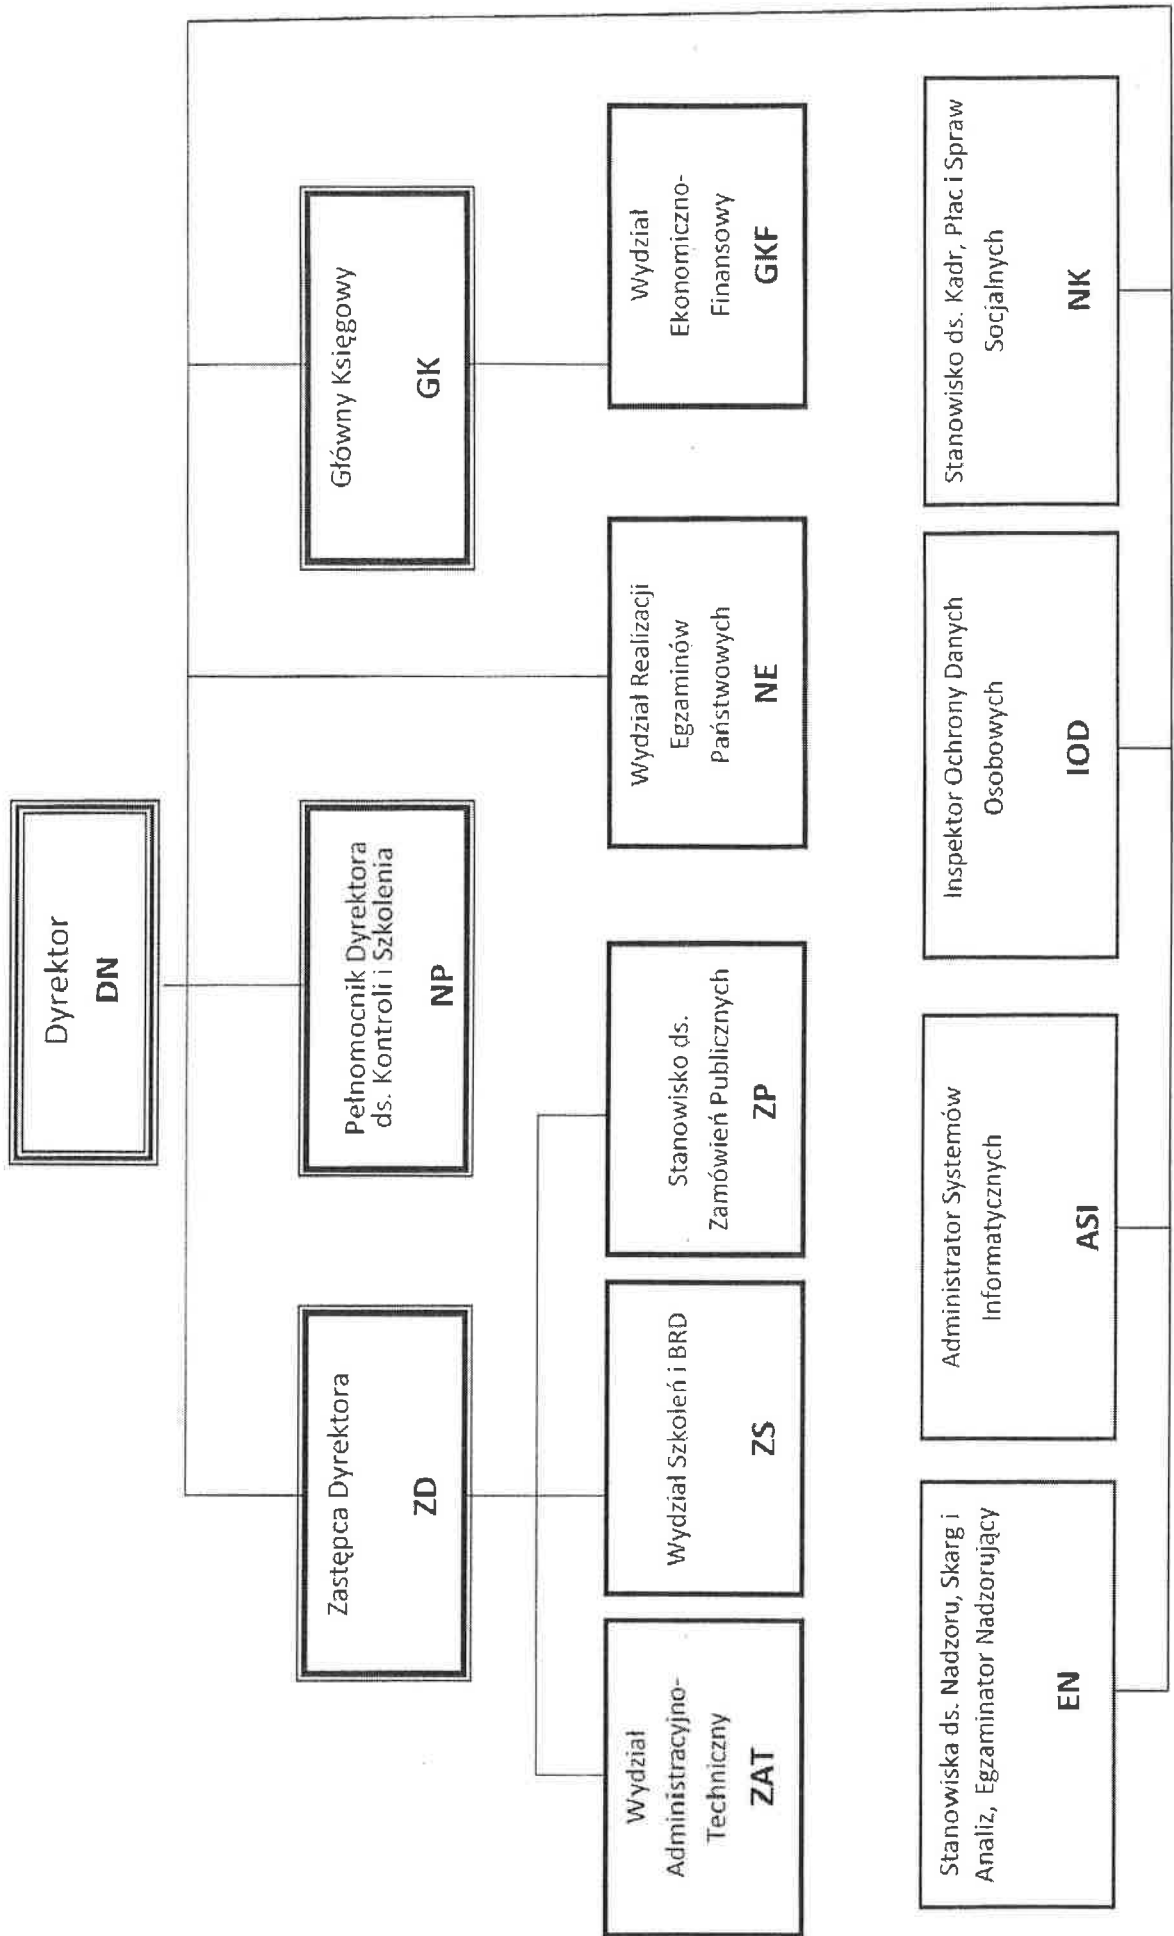 Dyrektor
DN
Zastępca Dyrektora
ZD
Pełnomocnik Dyrektora
ds. Kontroli i Szkolenia
NP
Główny Księgowy
GK
Wydział
Administracyjno-
Techniczny
ZAT
Wydział Szkoleń i BRD
ZS
Stanowisko ds.
Zamówień Publicznych
ZP
Wydział Realizacji
Egzaminów
Państwowych
NE
Wydział
Ekonomiczno-
Finansowy
GKF
Stanowiska ds. Nadzoru, Skarg i
Analiz, Egzaminator Nadzorujący
EN
Administrator Systemów
Informatycznych
ASI
Inspektor Ochrony Danych
Osobowych
IOD
Stanowisko ds. Kadr, Płac i Spraw
Socjalnych
NK